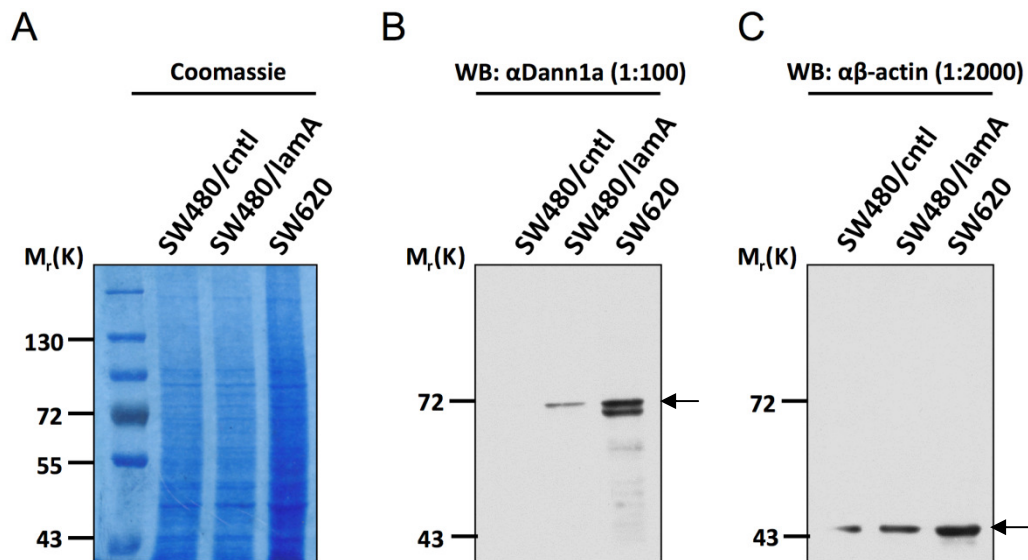 A
Coomassie
SW480/cntl
SW480/lamA
SW620
Mr(K)
130
72
55
43
B
WB: αDann1a (1:100)
SW480/cntl
SW480/lamA
SW620
Mr(K)
72
43
C
WB: αβ-actin (1:2000)
SW480/cntl
SW480/lamA
SW620
Mr(K)
72
43